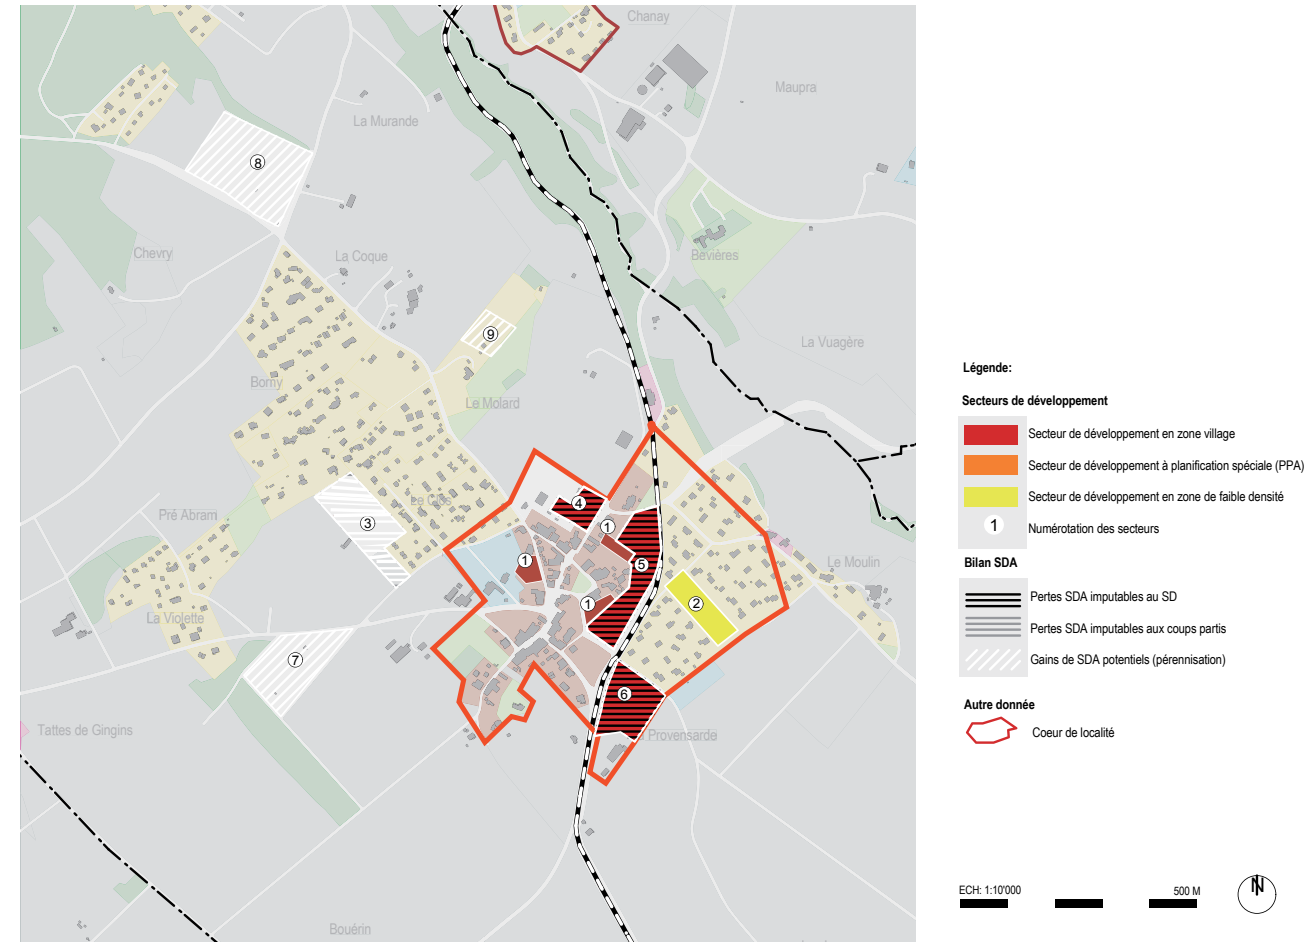 Chanay
Maupra
La Murande
8
Chevry
La Coque
Bévières
9
La Vuagère
Borny
Le Molard
Pré Abram
3
Le Clos
4
1
1
5
Le Moulin
La Violette
1
2
7
6
Tattes de Gingins
Provensarde
Bouérin
Légende:
Secteurs de développement
Secteur de développement en zone village
Secteur de développement à planification spéciale (PPA)
Secteur de développement en zone de faible densité
1 Numérotation des secteurs
Bilan SDA
Pertes SDA imputables au SD
Pertes SDA imputables aux coups partis
Gains de SDA potentiels (pérennisation)
Autre donnée
Coeur de localité
ECH: 1:10'000 500 M
N